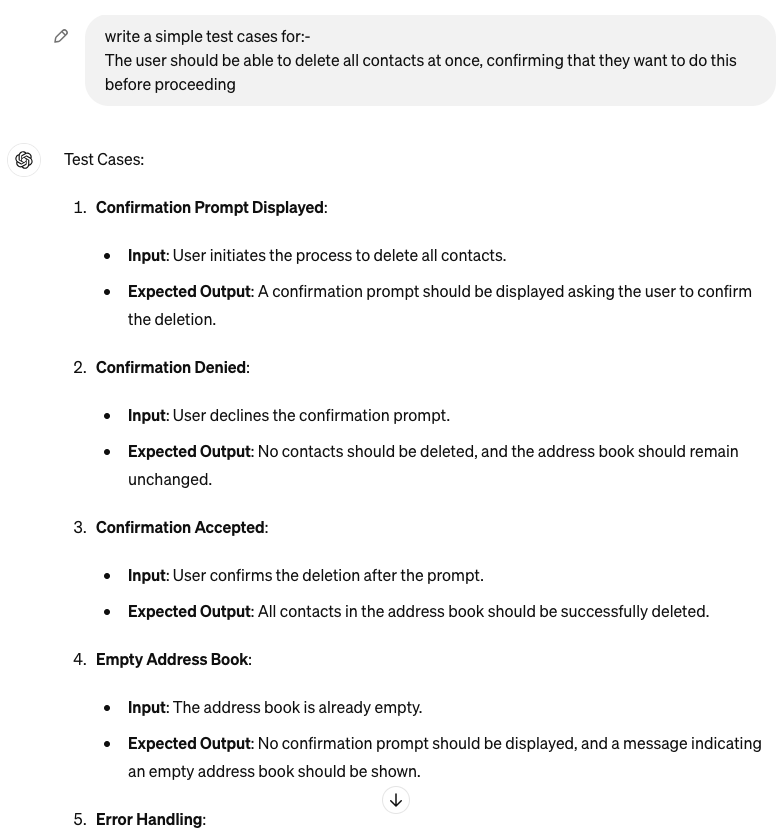 write a simple test cases for:-
The user should be able to delete all contacts at once, confirming that they want to do this
before proceeding
Test Cases:
1. Confirmation Prompt Displayed:
• Input: User initiates the process to delete all contacts.
• Expected Output: A confirmation prompt should be displayed asking the user to confirm
the deletion.
2. Confirmation Denied:
• Input: User declines the confirmation prompt.
• Expected Output: No contacts should be deleted, and the address book should remain
unchanged.
3. Confirmation Accepted:
• Input: User confirms the deletion after the prompt.
• Expected Output: All contacts in the address book should be successfully deleted.
4. Empty Address Book:
• Input: The address book is already empty.
• Expected Output: No confirmation prompt should be displayed, and a message indicating
an empty address book should be shown.
5. Error Handling: